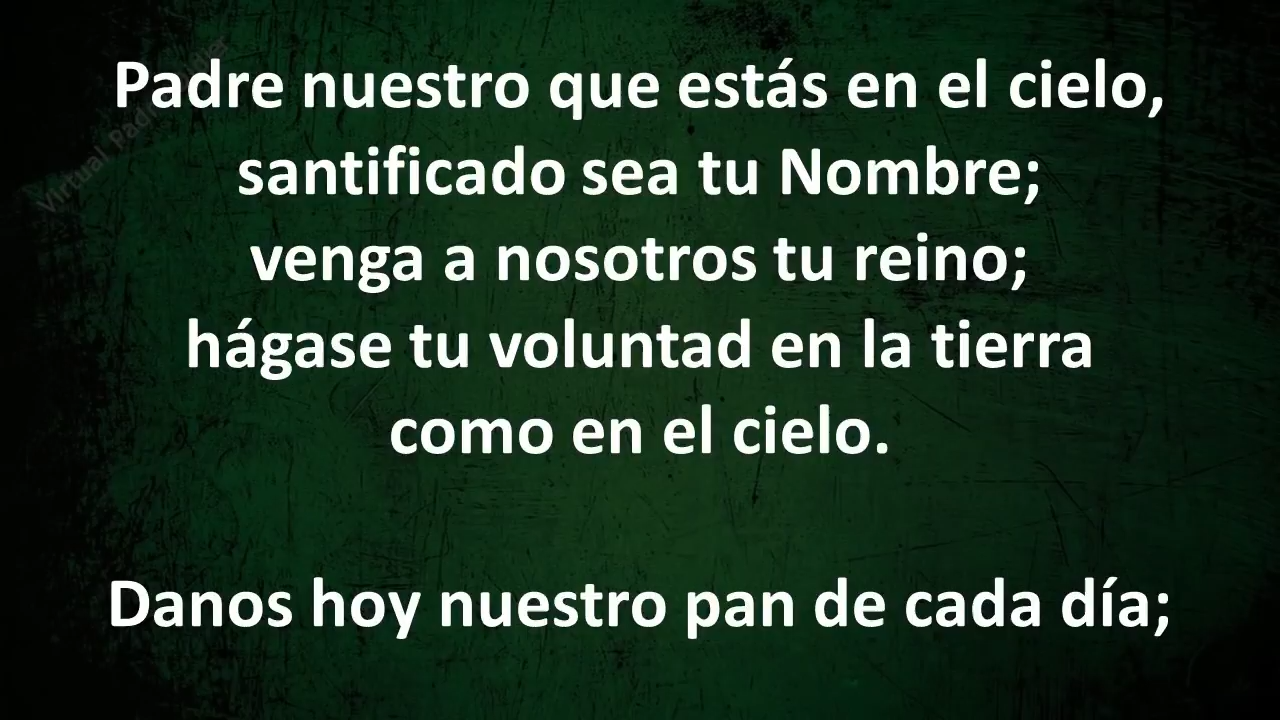 Padre nuestro que estás en el cielo,
santificado sea tu Nombre;
venga a nosotros tu reino;
hágase tu voluntad en la tierra
como en el cielo.
Danos hoy nuestro pan de cada día;
Virtual